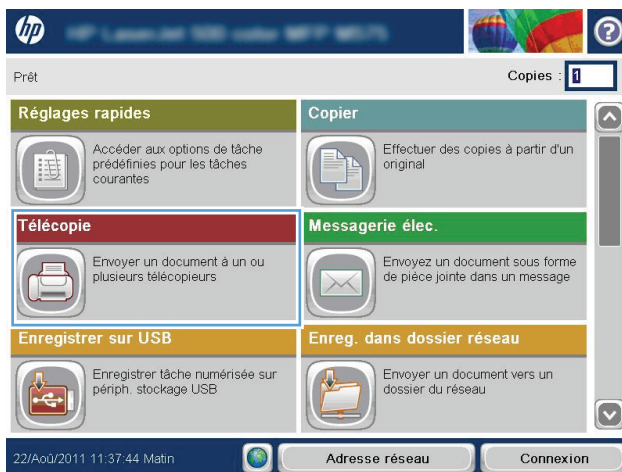 hp
?
Prêt
Copies : 1
Réglages rapides
Accéder aux options de tâche
prédéfinies pour les tâches
courantes
Copier
Effectuer des copies à partir d'un
original
Télécopie
Envoyer un document à un ou
plusieurs télécopieurs
Messagerie élec.
Envoyez un document sous forme
de pièce jointe dans un message
Enregistrer sur USB
Enregistrer tâche numérisée sur
périph. stockage USB
Enreg. dans dossier réseau
Envoyer un document vers un
dossier du réseau
22/Aoû/2011 11:37:44 Matin
Adresse réseau
Connexion